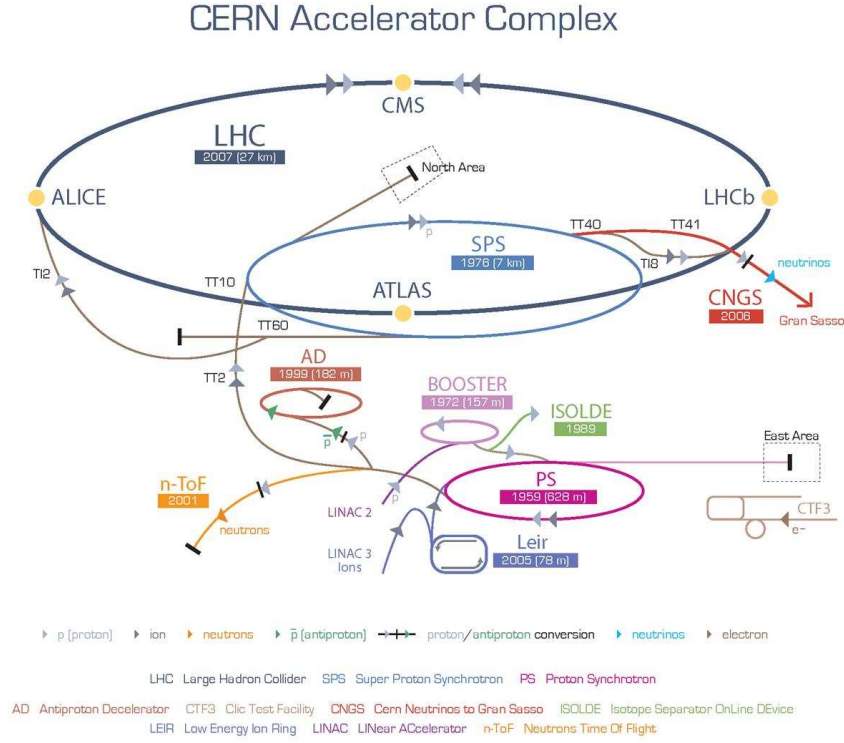 CERN Accelerator Complex
CMS
LHC
2007 (27 km)
North Area
ALICE
LHCb
p
SPS
1976 (7 km)
TT40
TT41
TI8
neutrinos
TI2
TT10
ATLAS
CNGS
2006
Gran Sasso
TT60
AD
1999 (182 m)
TT2
BOOSTER
1972 (157 m)
ISOLDE
1989
p̅
p
East Area
n-ToF
2001
PS
1959 (628 m)
p
LINAC 2
neutrons
CTF3
e-
LINAC 3
Ions
Leir
2005 (78 m)
p (proton) ion neutrons p̅ (antiproton) proton/antiproton conversion neutrinos electron
LHC Large Hadron Collider SPS Super Proton Synchrotron PS Proton Synchrotron
AD Antiproton Decelerator CTF3 Clic Test Facility CNGS Cern Neutrinos to Gran Sasso ISOLDE Isotope Separator OnLine DEvice
LEIR Low Energy Ion Ring LINAC LINear ACcelerator n-ToF Neutrons Time Of Flight